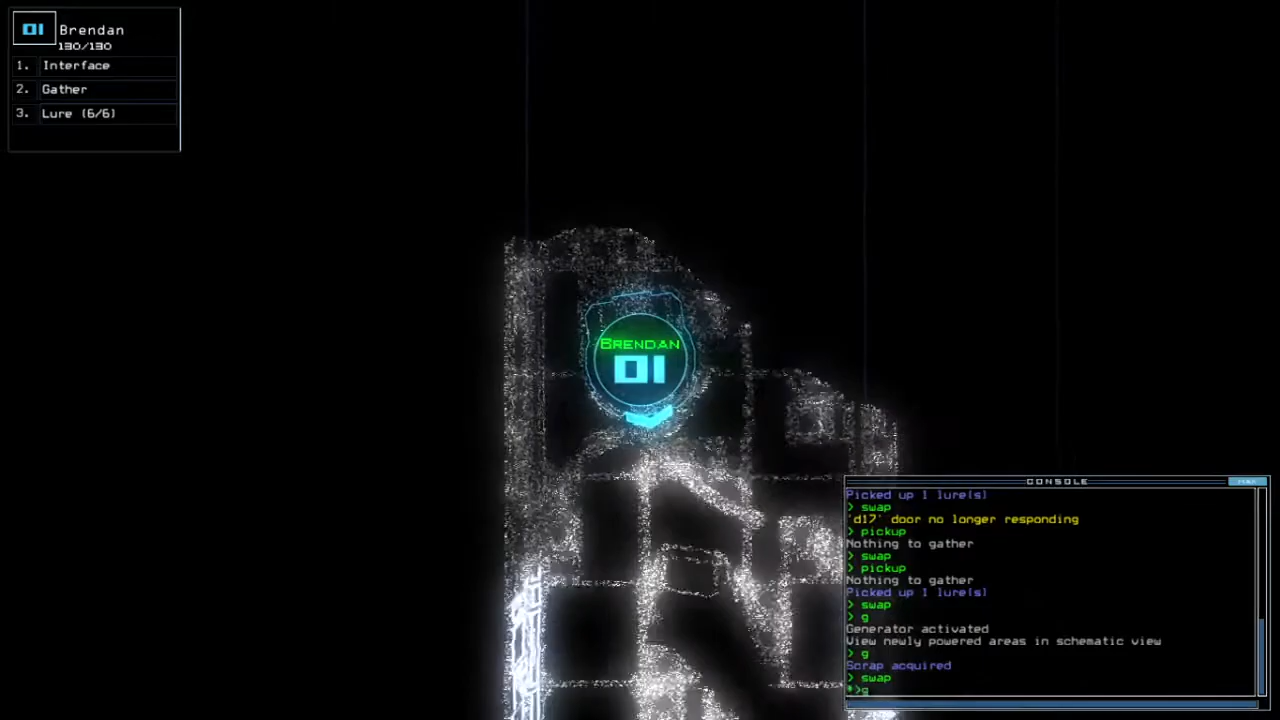 01 Brendan
130/130
1. Interface
2. Gather
3. Lure (6/6)
BRENDAN
01
CONSOLE
Picked up 1 lure(s)
> swap
'd17' door no longer responding
> pickup
Nothing to gather
> swap
> pickup
Nothing to gather
Picked up 1 lure(s)
> swap
> g
Generator activated
View newly powered areas in schematic view
> g
Scrap acquired
> swap
*>g